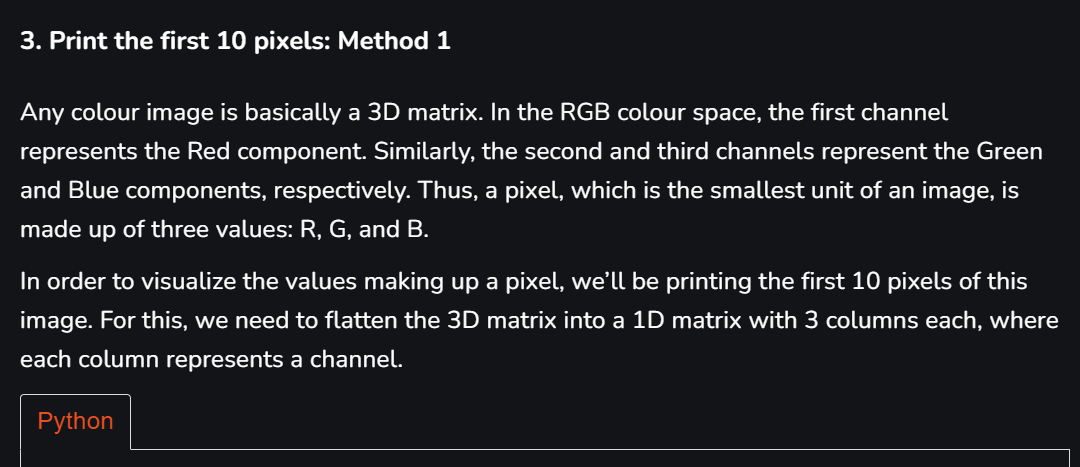 3. Print the first 10 pixels: Method 1
Any colour image is basically a 3D matrix. In the RGB colour space, the first channel
represents the Red component. Similarly, the second and third channels represent the Green
and Blue components, respectively. Thus, a pixel, which is the smallest unit of an image, is
made up of three values: R, G, and B.
In order to visualize the values making up a pixel, we’ll be printing the first 10 pixels of this
image. For this, we need to flatten the 3D matrix into a 1D matrix with 3 columns each, where
each column represents a channel.
Python